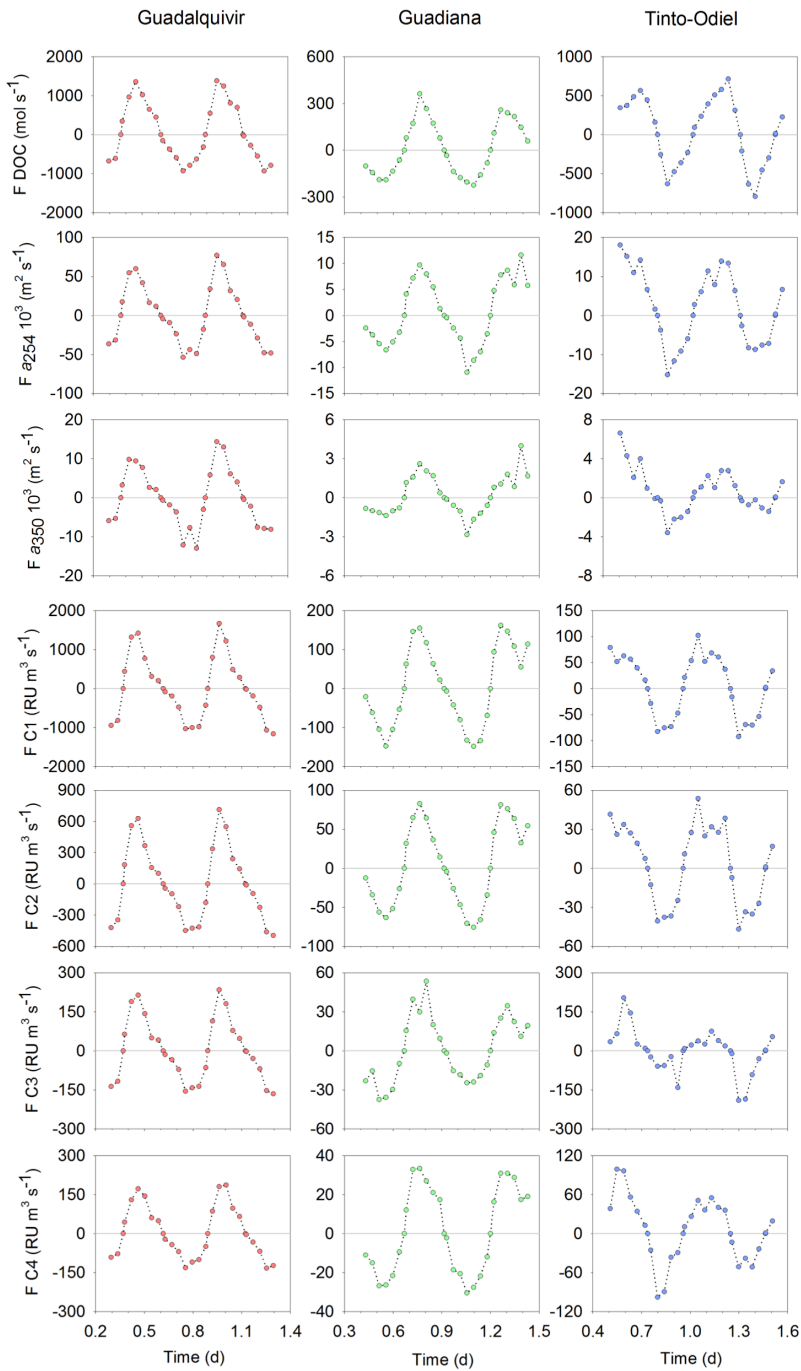 Guadalquivir Guadiana Tinto-Odiel
F DOC (mol s⁻¹)
2000 1000 0 -1000 -2000
600 300 0 -300
1000 500 0 -500 -1000
F a254 10³ (m² s⁻¹)
100 50 0 -50 -100
15 10 5 0 -5 -10 -15
20 10 0 -10 20
F a350 10³ (m² s⁻¹)
20 10 0 -10 20
6 3 0 -3 -6
8 4 0 -4 8
F C1 (RU m³ s⁻¹)
2000 1000 0 -1000 2000
200 100 0 -100 -200
150 100 50 0 -50 -100 -150
F C2 (RU m³ s⁻¹)
900 600 300 0 -300 -600
100 50 0 -50 -100
60 30 0 -30 -60
F C3 (RU m³ s⁻¹)
300 150 0 -150 -300
60 30 0 -30 -60
300 150 0 -150 -300
F C4 (RU m³ s⁻¹)
300 150 0 -150 -300
40 20 0 -20 -40
120 60 0 -60 -120
0.2 0.5 0.8 1.1 1.4
0.3 0.6 0.9 1.2 1.5
0.4 0.7 1.0 1.3 1.6
Time (d) Time (d) Time (d)